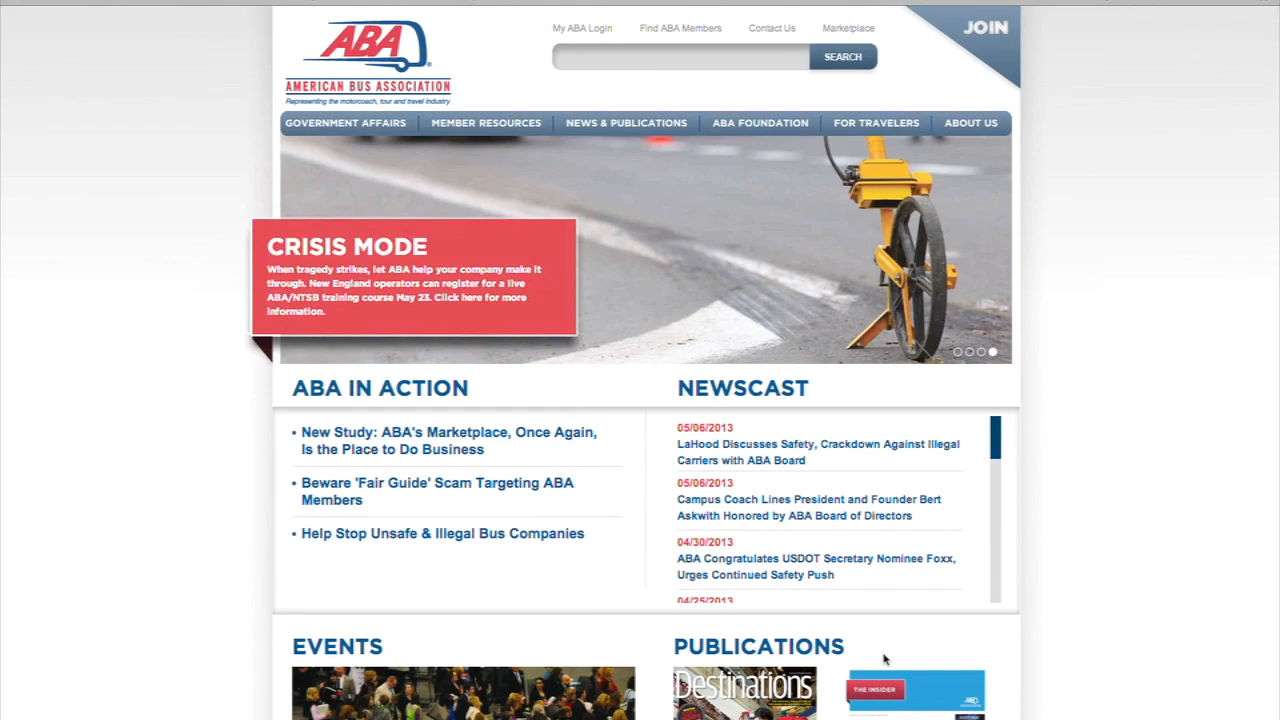 ABA
AMERICAN BUS ASSOCIATION
Representing the motorcoach, tour and travel industry
My ABA Login
Find ABA Members
Contact Us
Marketplace
JOIN
SEARCH
GOVERNMENT AFFAIRS
MEMBER RESOURCES
NEWS & PUBLICATIONS
ABA FOUNDATION
FOR TRAVELERS
ABOUT US
CRISIS MODE
When tragedy strikes, let ABA help your company make it
through. New England operators can register for a live
ABA/NTSB training course May 23. Click here for more
information.
ABA IN ACTION
• New Study: ABA's Marketplace, Once Again,
Is the Place to Do Business
• Beware 'Fair Guide' Scam Targeting ABA
Members
• Help Stop Unsafe & Illegal Bus Companies
NEWSCAST
05/06/2013
LaHood Discusses Safety, Crackdown Against Illegal
Carriers with ABA Board
05/06/2013
Campus Coach Lines President and Founder Bert
Askwith Honored by ABA Board of Directors
04/30/2013
ABA Congratulates USDOT Secretary Nominee Foxx,
Urges Continued Safety Push
04/25/2013
EVENTS
PUBLICATIONS
Destinations
THE INSIDER